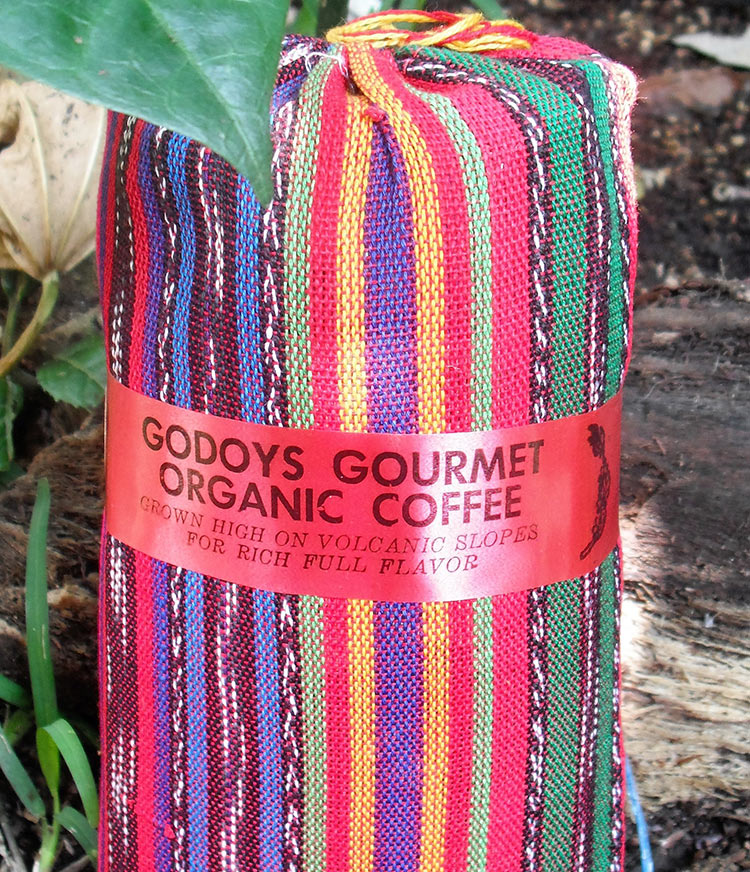 GODOYS GOURMET
ORGANIC COFFEE
GROWN HIGH ON VOLCANIC SLOPES
FOR RICH FULL FLAVOR